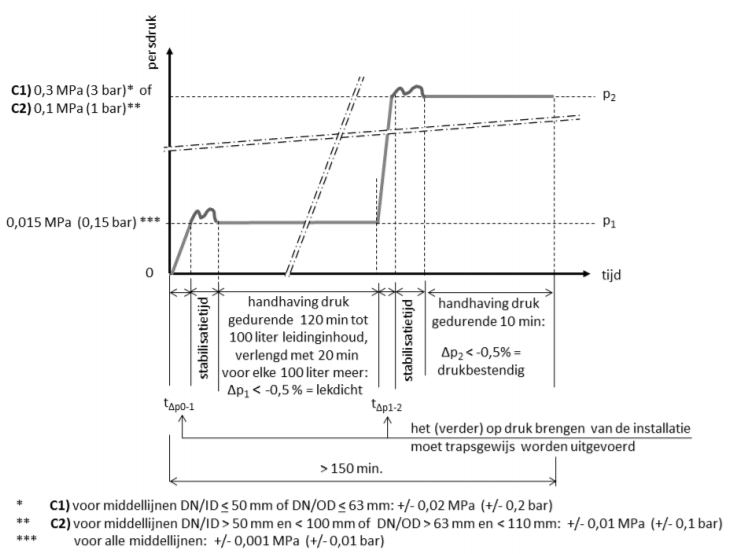 persdruk
C1) 0,3 MPa (3 bar)* of
C2) 0,1 MPa (1 bar)**
p2
0,015 MPa (0,15 bar) ***
p1
0
tijd
stabilisatietijd
handhaving druk
gedurende 120 min tot
100 liter leidinginhoud,
verlengd met 20 min
voor elke 100 liter meer:
Δp1 < -0,5 % = lekdicht
stabilisatietijd
handhaving druk
gedurende 10 min:
Δp2 < -0,5% =
drukbestendig
tΔp0-1
tΔp1-2
het (verder) op druk brengen van de installatie
moet trapsgewijs worden uitgevoerd
> 150 min.
* C1) voor middellijnen DN/ID ≤ 50 mm of DN/OD ≤ 63 mm: +/- 0,02 MPa (+/- 0,2 bar)
** C2) voor middellijnen DN/ID > 50 mm en < 100 mm of DN/OD > 63 mm en < 110 mm: +/- 0,01 MPa (+/- 0,1 bar)
*** voor alle middellijnen: +/- 0,001 MPa (+/- 0,01 bar)